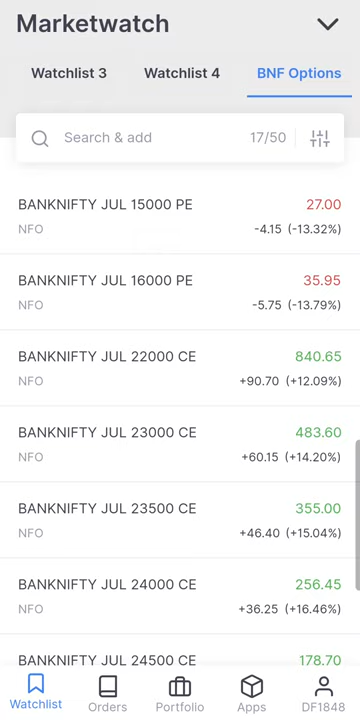 Marketwatch
Watchlist 3 Watchlist 4 BNF Options
Search & add 17/50
BANKNIFTY JUL 15000 PE 27.00
NFO -4.15 (-13.32%)
BANKNIFTY JUL 16000 PE 35.95
NFO -5.75 (-13.79%)
BANKNIFTY JUL 22000 CE 840.65
NFO +90.70 (+12.09%)
BANKNIFTY JUL 23000 CE 483.60
NFO +60.15 (+14.20%)
BANKNIFTY JUL 23500 CE 355.00
NFO +46.40 (+15.04%)
BANKNIFTY JUL 24000 CE 256.45
NFO +36.25 (+16.46%)
BANKNIFTY JUL 24500 CE 178.70
Watchlist Orders Portfolio Apps DF1848